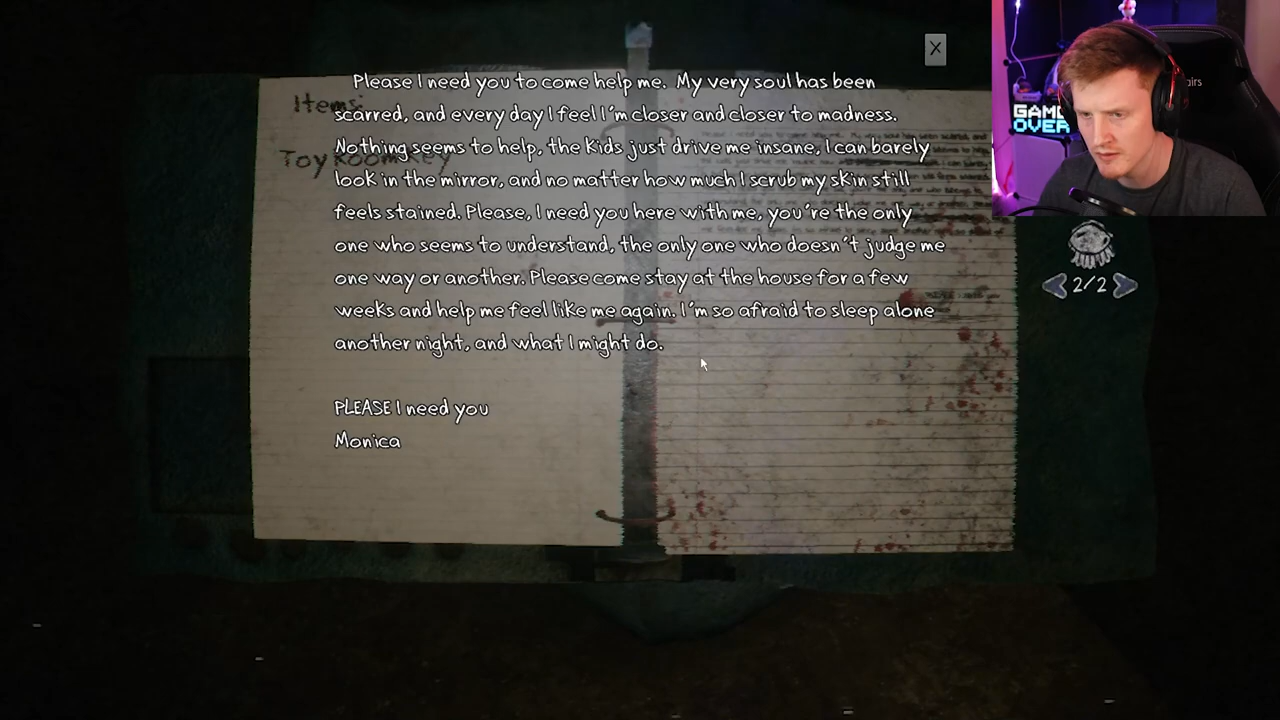 Please I need you to come help me. My very soul has been
scarred, and every day I feel I'm closer and closer to madness.
Nothing seems to help, the kids just drive me insane, I can barely
look in the mirror, and no matter how much I scrub my skin still
feels stained. Please, I need you here with me, you're the only
one who seems to understand, the only one who doesn't judge me
one way or another. Please come stay at the house for a few
weeks and help me feel like me again. I'm so afraid to sleep alone
another night, and what I might do.
PLEASE I need you
Monica
Items:
Toy Room Key
X
2/2
GAME
OVER
airs